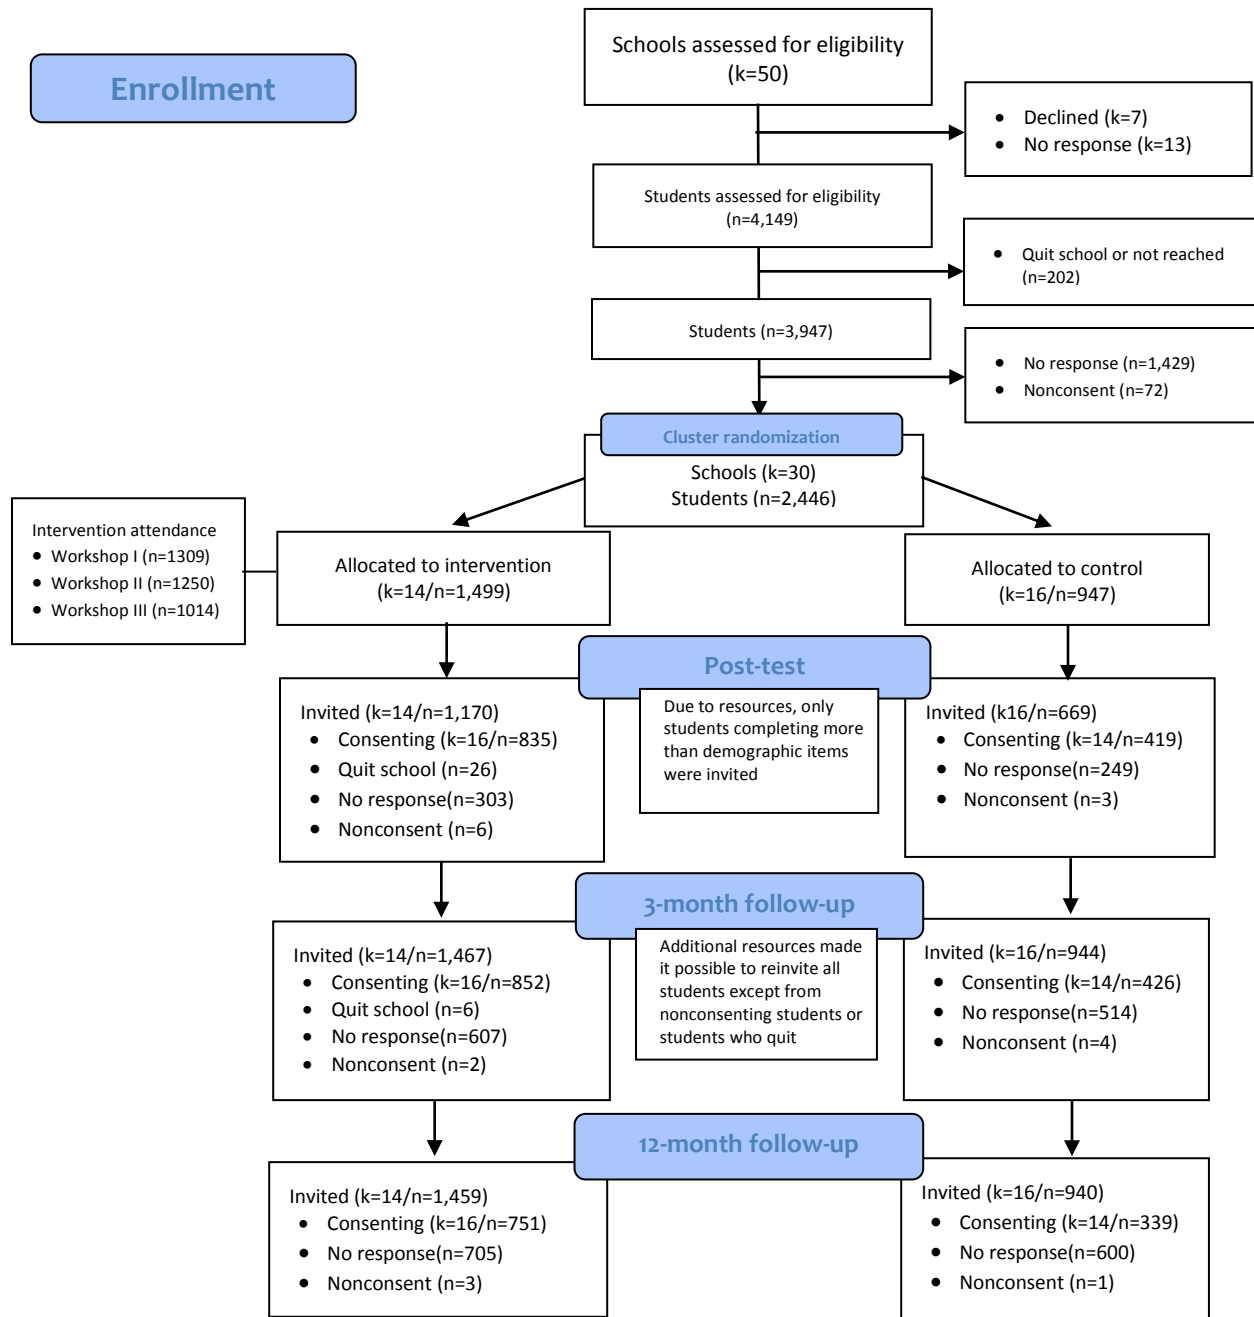 Enrollment
Schools assessed for eligibility
(k=50)
• Declined (k=7)
• No response (k=13)
Students assessed for eligibility
(n=4,149)
• Quit school or not reached
(n=202)
Students (n=3,947)
• No response (n=1,429)
• Nonconsent (n=72)
Cluster randomization
Schools (k=30)
Students (n=2,446)
Intervention attendance
• Workshop I (n=1309)
• Workshop II (n=1250)
• Workshop III (n=1014)
Allocated to intervention
(k=14/n=1,499)
Allocated to control
(k=16/n=947)
Post-test
Due to resources, only
students completing more
than demographic items
were invited
Invited (k=14/n=1,170)
• Consenting (k=16/n=835)
• Quit school (n=26)
• No response(n=303)
• Nonconsent (n=6)
Invited (k16/n=669)
• Consenting (k=14/n=419)
• No response(n=249)
• Nonconsent (n=3)
3-month follow-up
Additional resources made
it possible to reinvite all
students except from
nonconsenting students or
students who quit
Invited (k=14/n=1,467)
• Consenting (k=16/n=852)
• Quit school (n=6)
• No response(n=607)
• Nonconsent (n=2)
Invited (k=16/n=944)
• Consenting (k=14/n=426)
• No response(n=514)
• Nonconsent (n=4)
12-month follow-up
Invited (k=14/n=1,459)
• Consenting (k=16/n=751)
• No response(n=705)
• Nonconsent (n=3)
Invited (k=16/n=940)
• Consenting (k=14/n=339)
• No response(n=600)
• Nonconsent (n=1)